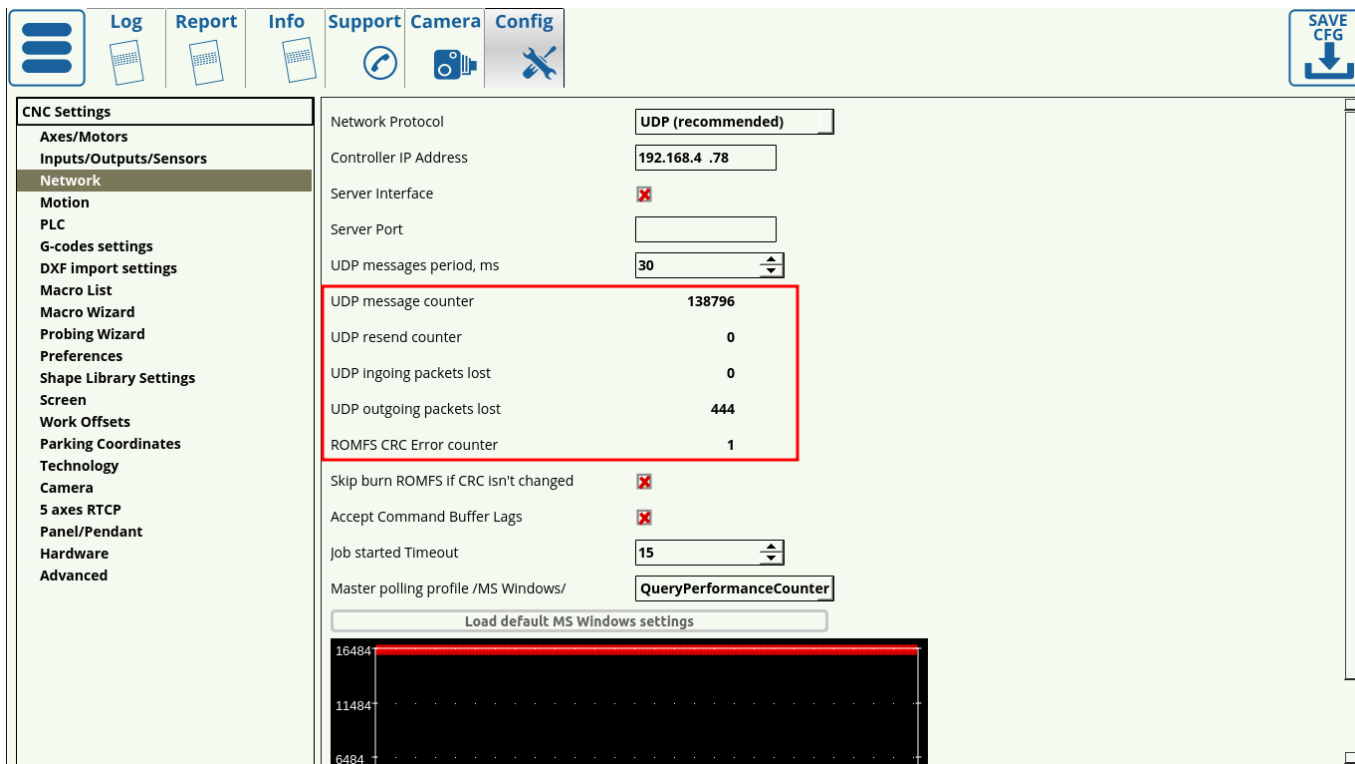 Log Report Info Support Camera Config
SAVE
CFG
CNC Settings
Axes/Motors
Inputs/Outputs/Sensors
Network
Motion
PLC
G-codes settings
DXF import settings
Macro List
Macro Wizard
Probing Wizard
Preferences
Shape Library Settings
Screen
Work Offsets
Parking Coordinates
Technology
Camera
5 axes RTCP
Panel/Pendant
Hardware
Advanced
Network Protocol UDP (recommended)
Controller IP Address 192.168.4 .78
Server Interface
Server Port
UDP messages period, ms 30
UDP message counter 138796
UDP resend counter 0
UDP ingoing packets lost 0
UDP outgoing packets lost 444
ROMFS CRC Error counter 1
Skip burn ROMFS if CRC isn't changed
Accept Command Buffer Lags
Job started Timeout 15
Master polling profile /MS Windows/ QueryPerformanceCounter
Load default MS Windows settings
16484
11484
6484